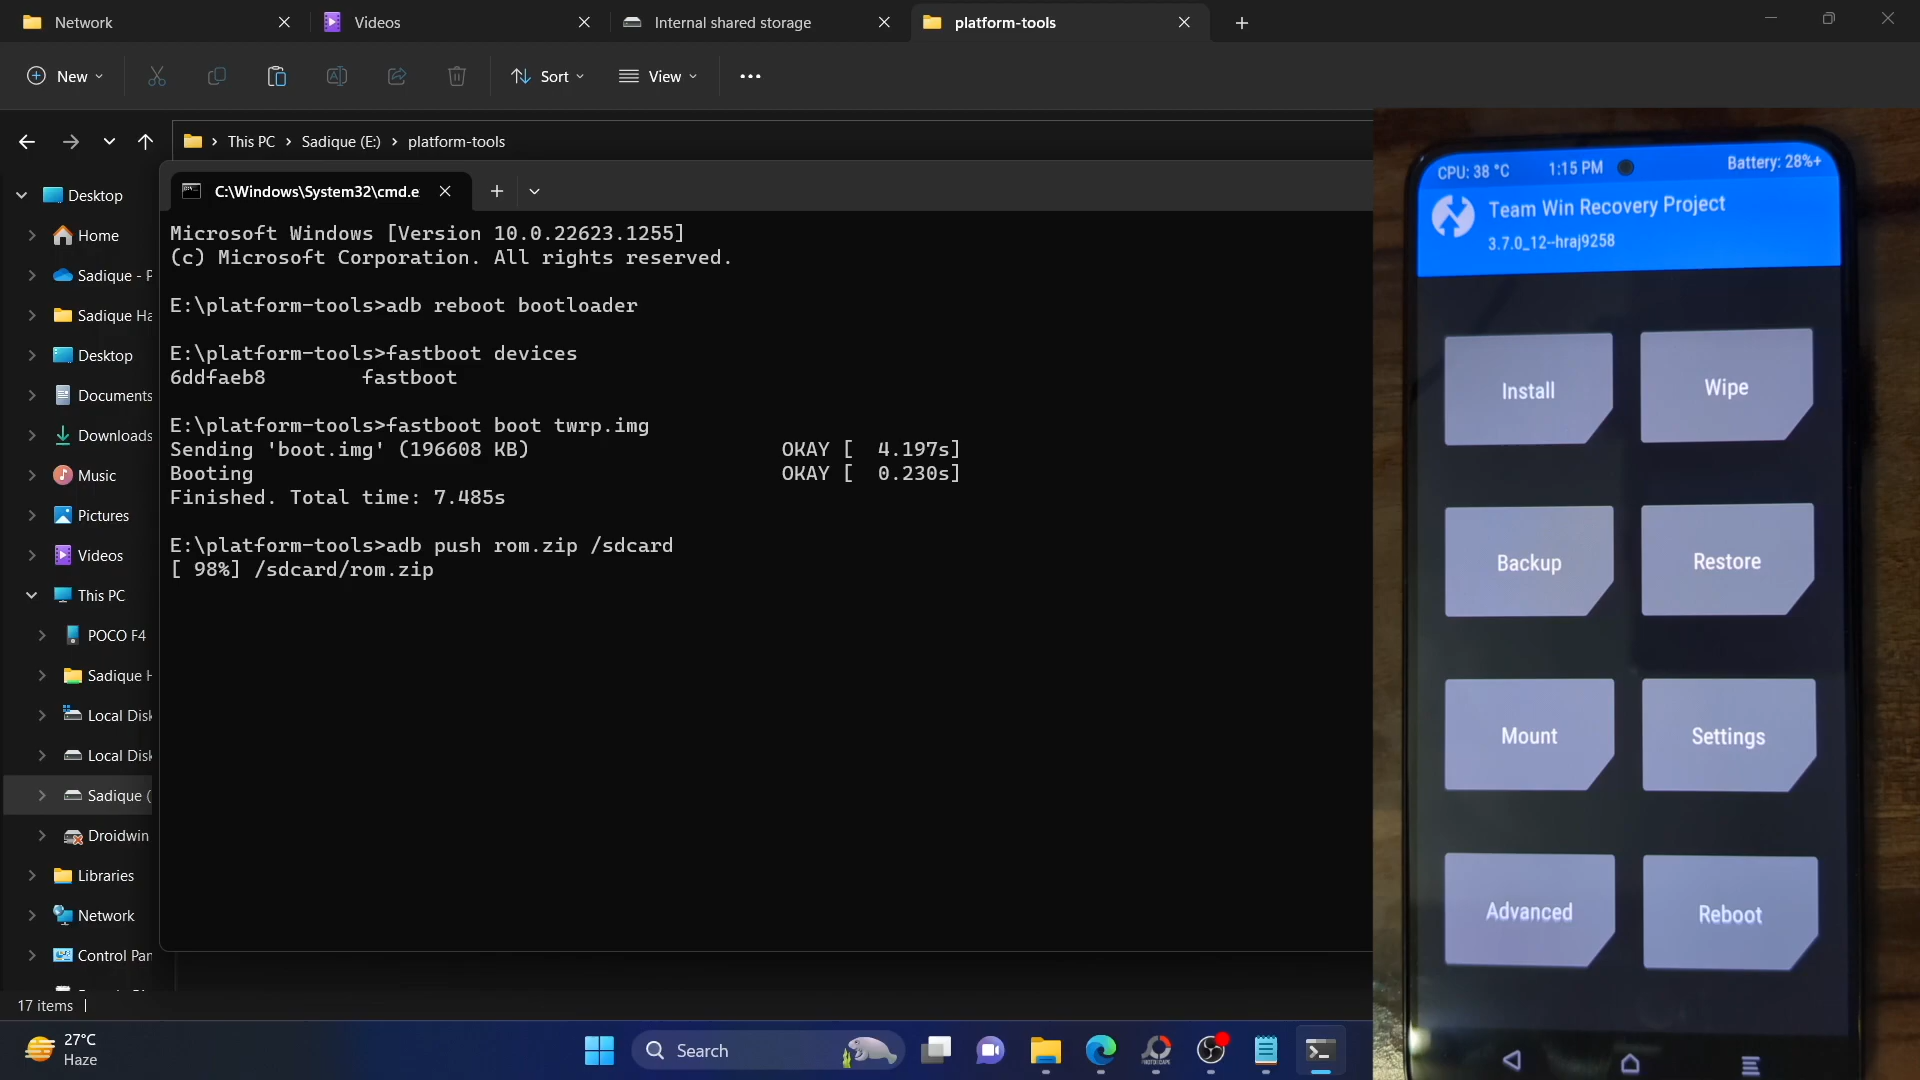 Network
Videos
Internal shared storage
platform-tools
New
Sort
View
This PC
Sadique (E:)
platform-tools
C:\Windows\System32\cmd.e
Desktop
Home
Sadique - P
Sadique Ha
Desktop
Documents
Downloads
Music
Pictures
Videos
This PC
POCO F4
Sadique H
Local Disk
Local Disk
Sadique (
Droidwin
Libraries
Network
Control Pan
Microsoft Windows [Version 10.0.22623.1255]
(c) Microsoft Corporation. All rights reserved.
E:\platform-tools>adb reboot bootloader
E:\platform-tools>fastboot devices
6ddfaeb8 fastboot
E:\platform-tools>fastboot boot twrp.img
Sending 'boot.img' (196608 KB) OKAY [ 4.197s]
Booting OKAY [ 0.230s]
Finished. Total time: 7.485s
E:\platform-tools>adb push rom.zip /sdcard
[ 98%] /sdcard/rom.zip
CPU: 38 °C 1:15 PM Battery: 28%+
Team Win Recovery Project
3.7.0_12--hraj9258
Install
Wipe
Backup
Restore
Mount
Settings
Advanced
Reboot
17 items
27°C
Haze
Search